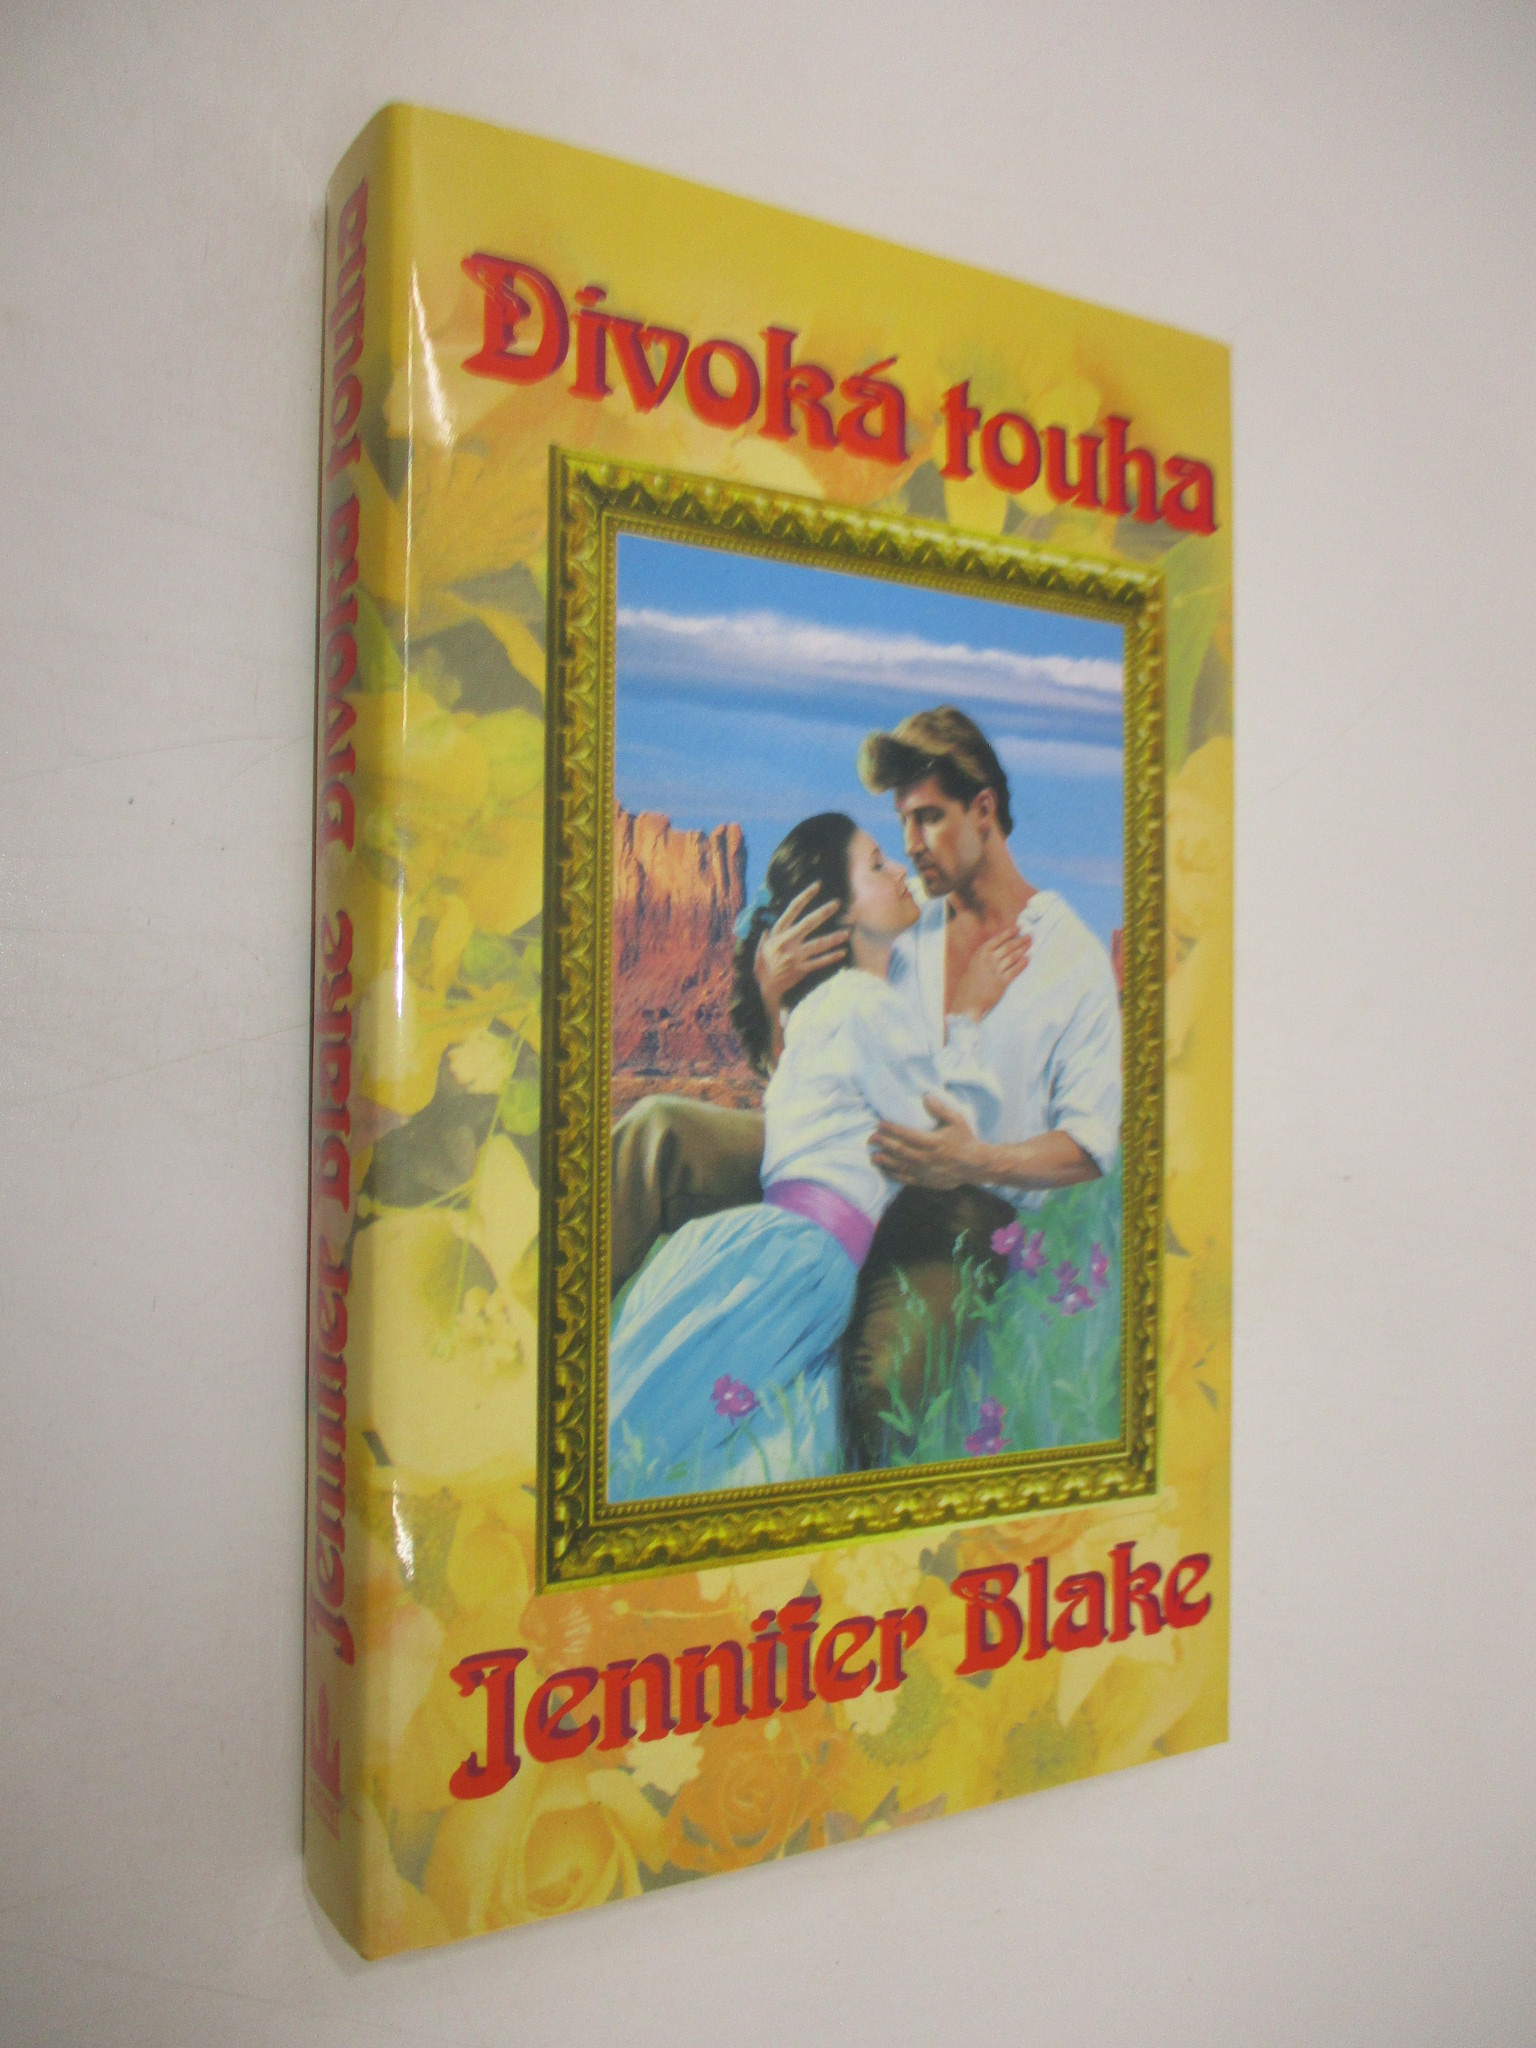 Divoká touha
Jennifer Blake
Jennifer Blake Divoká touha